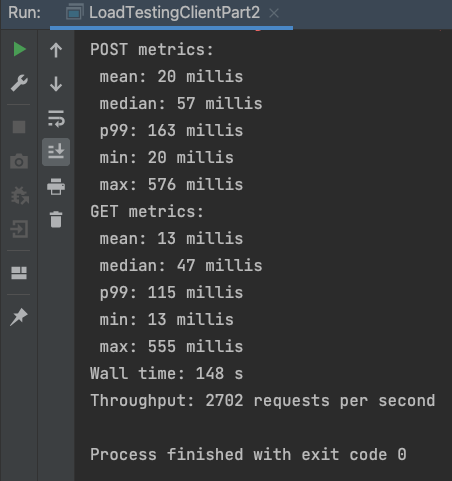 Run: LoadTestingClientPart2
POST metrics:
mean: 20 millis
median: 57 millis
p99: 163 millis
min: 20 millis
max: 576 millis
GET metrics:
mean: 13 millis
median: 47 millis
p99: 115 millis
min: 13 millis
max: 555 millis
Wall time: 148 s
Throughput: 2702 requests per second
Process finished with exit code 0